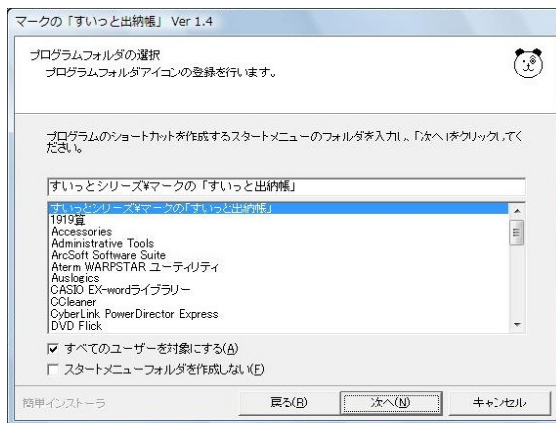 マークの「すいっと出納帳」 Ver 1.4
プログラムフォルダの選択
プログラムフォルダアイコンの登録を行います。
プログラムのショートカットを作成するスタートメニューのフォルダを入力し、「次へ」をクリックしてく
ださい。
すいっとシリーズ¥マークの「すいっと出納帳」
すいっとシリーズ¥マークの「すいっと出納帳」
1919篁
Accessories
Administrative Tools
ArcSoft Software Suite
Aterm WARPSTAR ユーティリティ
Auslogics
CASIO EX-wordライブラリー
CCleaner
CyberLink PowerDirector Express
DVD Flick
すべてのユーザーを対象にする(A)
スタートメニューフォルダを作成しない(F)
簡単インストーラ
戻る(B)
次へ(N)
キャンセル